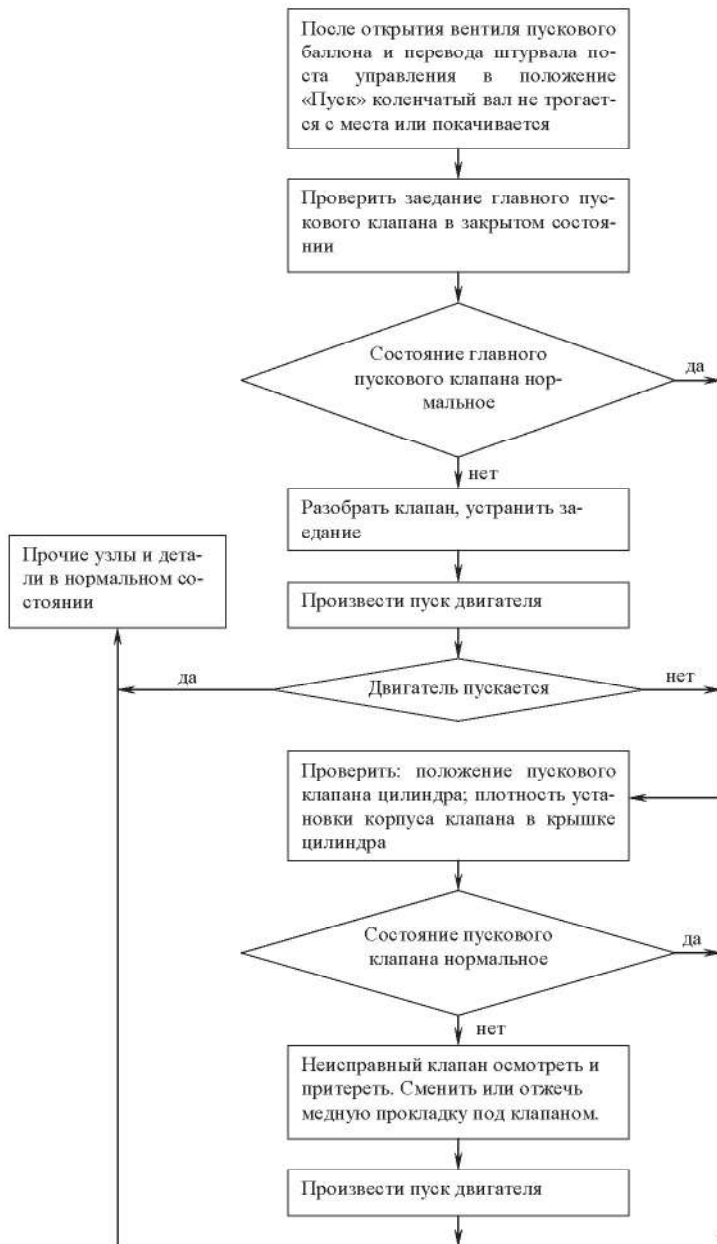 После открытия вентиля пускового
баллона и перевода штурвала по-
ста управления в положение
«Пуск» коленчатый вал не трогает-
ся с места или покачивается
Проверить заедание главного пус-
кового клапана в закрытом состоя-
нии
Состояние главного
пускового клапана нор-
мальное
да
нет
Разобрать клапан, устранить за-
едание
Прочие узлы и дета-
ли в нормальном со-
стоянии
Произвести пуск двигателя
да
Двигатель пускается
нет
Проверить: положение пускового
клапана цилиндра; плотность уста-
новки корпуса клапана в крышке
цилиндра
Состояние пускового
клапана нормальное
да
нет
Неисправный клапан осмотреть и
притереть. Сменить или отжечь
медную прокладку под клапаном.
Произвести пуск двигателя